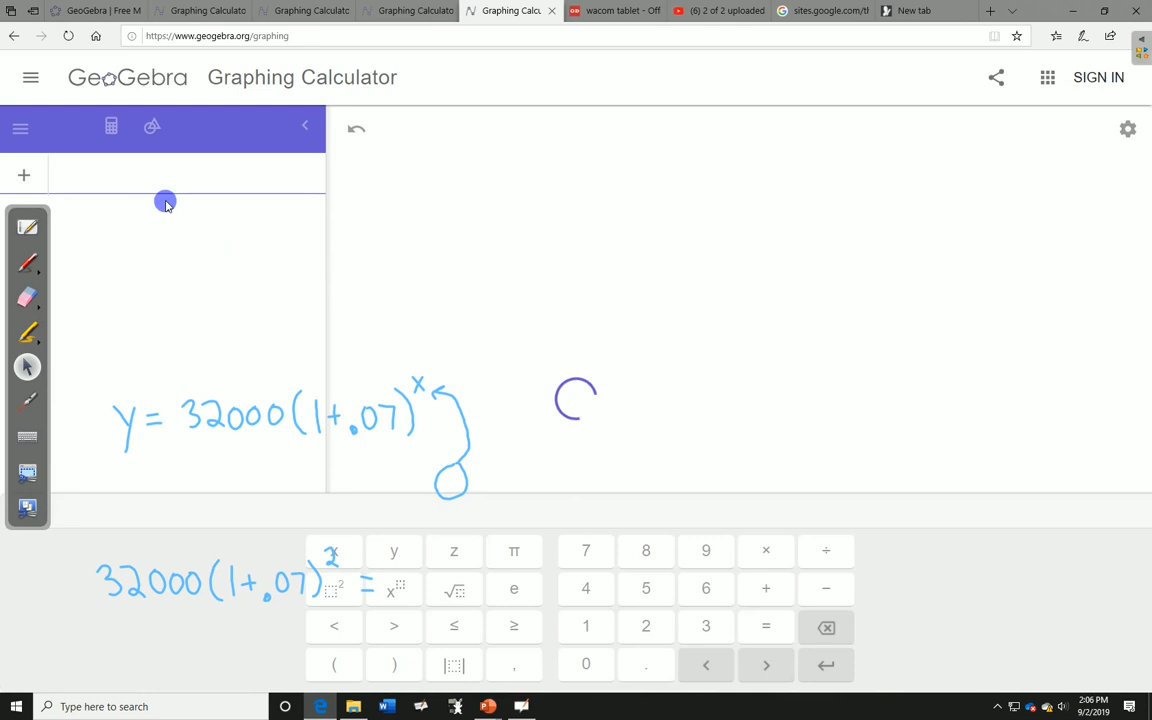 GeoGebra | Free M
Graphing Calculato
Graphing Calculato
Graphing Calculato
Graphing Calcu
wacom tablet - Off
(6) 2 of 2 uploaded
sites.google.com/th
New tab
https://www.geogebra.org/graphing
GeoGebra Graphing Calculator
SIGN IN
+
y = 32000(1+.07)^x
32000(1+.07)^2 =
x y z π 7 8 9 × ÷
▫² x▫ √▫ e 4 5 6 + −
< > ≤ ≥ 1 2 3 =
( ) |▫| , 0 . < >
Type here to search
2:06 PM
9/2/2019